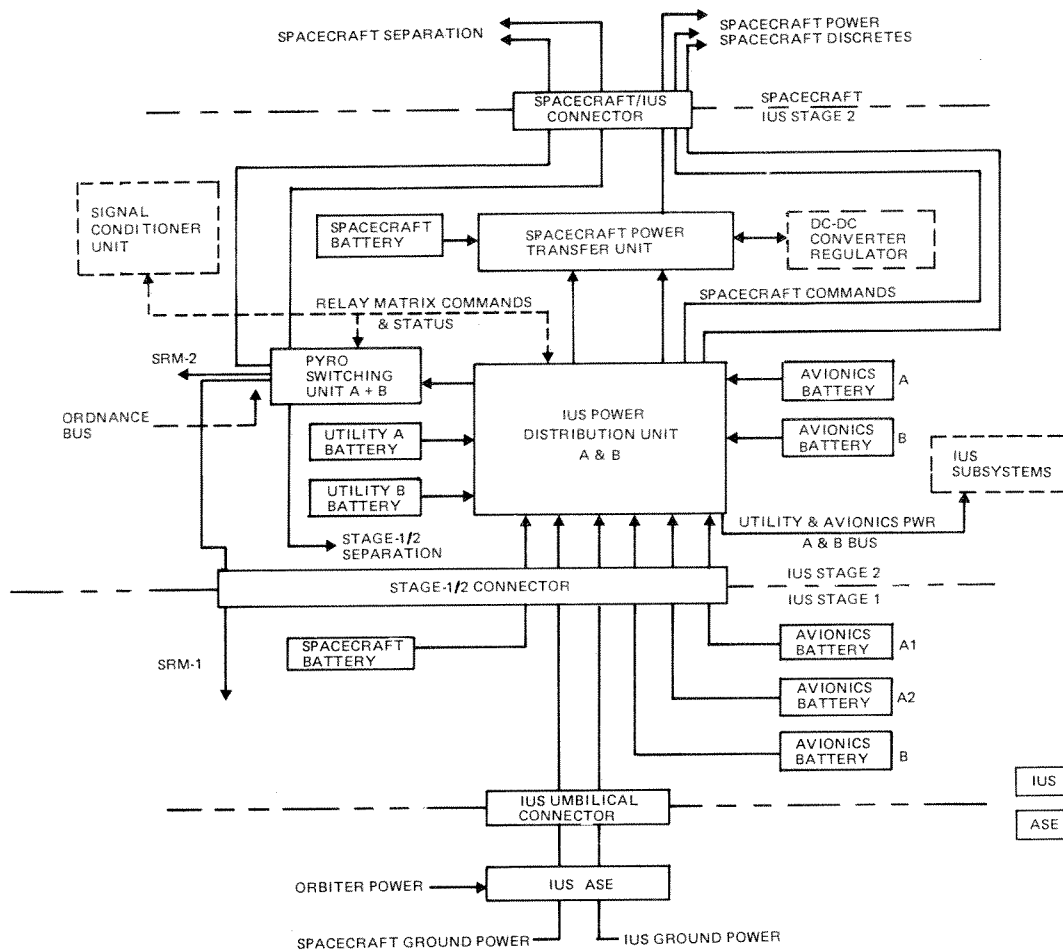 SPACECRAFT SEPARATION
SPACECRAFT POWER
SPACECRAFT DISCRETES
SPACECRAFT/IUS
CONNECTOR
SPACECRAFT
IUS STAGE 2
SIGNAL
CONDITIONER
UNIT
SPACECRAFT
BATTERY
SPACECRAFT POWER
TRANSFER UNIT
DC-DC
CONVERTER
REGULATOR
SPACECRAFT COMMANDS
RELAY MATRIX COMMANDS
& STATUS
SRM-2
PYRO
SWITCHING
UNIT A + B
ORDNANCE
BUS
IUS POWER
DISTRIBUTION UNIT
A & B
AVIONICS
BATTERY
A
AVIONICS
BATTERY
B
UTILITY A
BATTERY
UTILITY B
BATTERY
IUS
SUBSYSTEMS
UTILITY & AVIONICS PWR
A & B BUS
STAGE-1/2
SEPARATION
STAGE-1/2 CONNECTOR
IUS STAGE 2
IUS STAGE 1
SPACECRAFT
BATTERY
SRM-1
AVIONICS
BATTERY
A1
AVIONICS
BATTERY
A2
AVIONICS
BATTERY
B
IUS UMBILICAL
CONNECTOR
IUS
ASE
ORBITER POWER
IUS ASE
SPACECRAFT GROUND POWER
IUS GROUND POWER